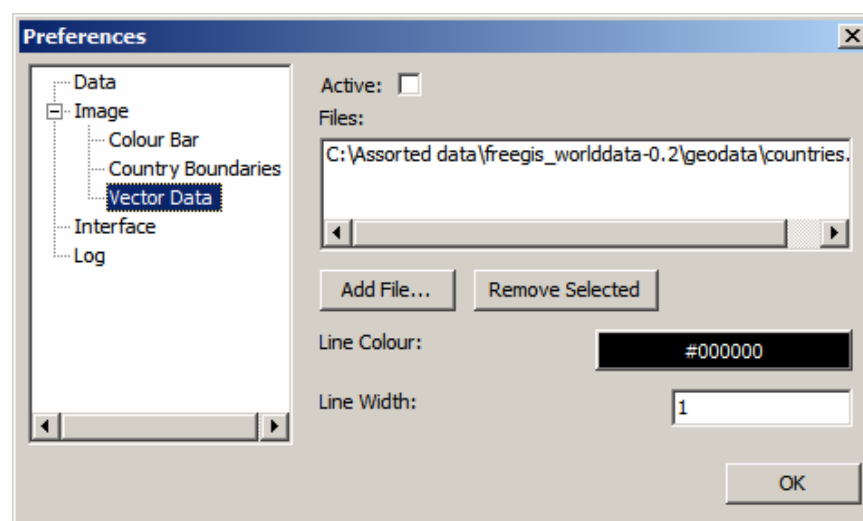 Preferences
Data
Image
Colour Bar
Country Boundaries
Vector Data
Interface
Log
Active:
Files:
C:\Assorted data\freegis_worlddata-0.2\geodata\countries.
Add File...
Remove Selected
Line Colour:
#000000
Line Width:
1
OK